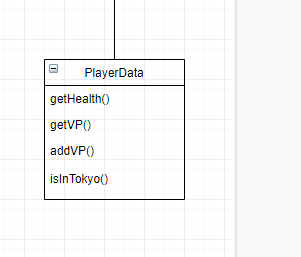 PlayerData
getHealth()
getVP()
addVP()
isInTokyo()